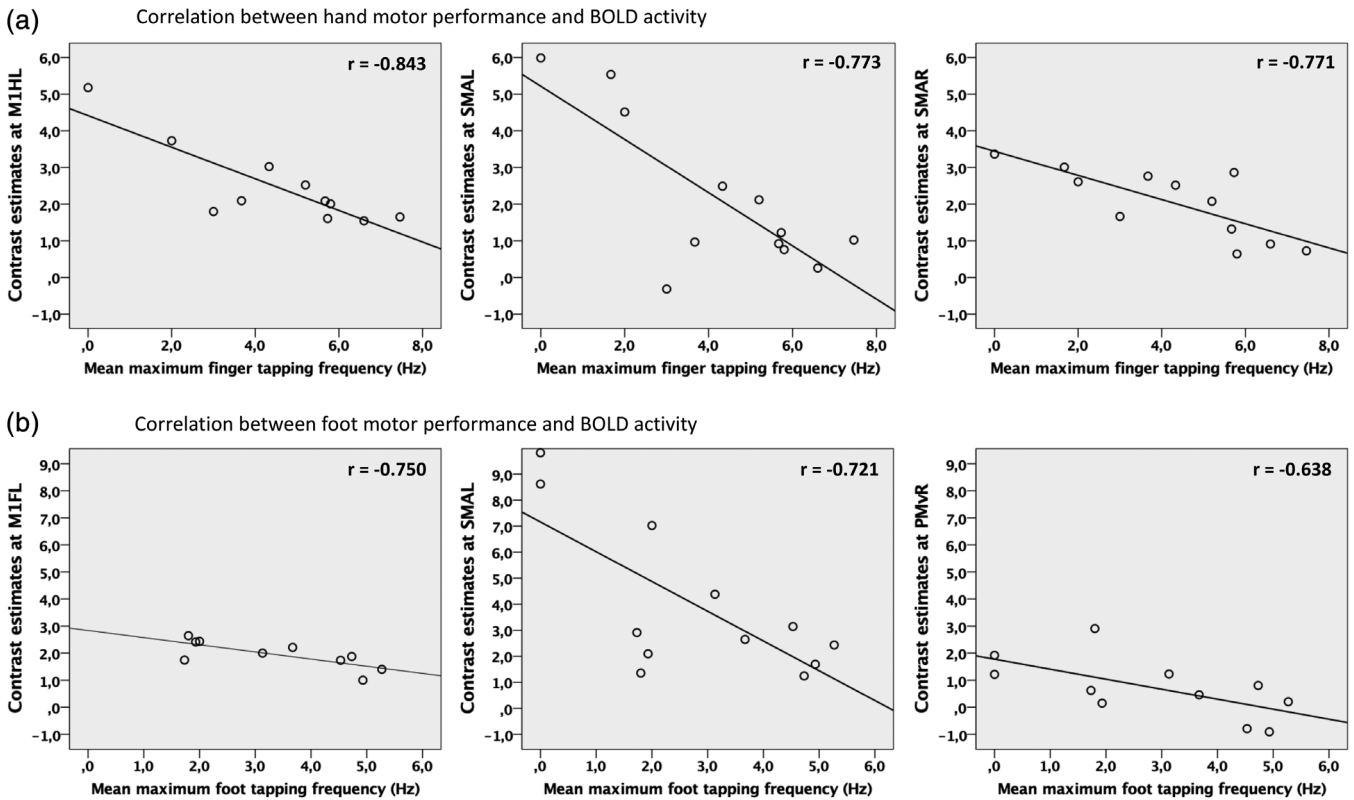 (a)
Correlation between hand motor performance and BOLD activity
r = -0.843
Contrast estimates at M1HL
6,0
5,0
4,0
3,0
2,0
1,0
,0
-1,0
,0 2,0 4,0 6,0 8,0
Mean maximum finger tapping frequency (Hz)
r = -0.773
Contrast estimates at SMAL
6,0
5,0
4,0
3,0
2,0
1,0
,0
-1,0
,0 2,0 4,0 6,0 8,0
Mean maximum finger tapping frequency (Hz)
r = -0.771
Contrast estimates at SMAR
6,0
5,0
4,0
3,0
2,0
1,0
,0
-1,0
,0 2,0 4,0 6,0 8,0
Mean maximum finger tapping frequency (Hz)
(b)
Correlation between foot motor performance and BOLD activity
r = -0.750
Contrast estimates at M1FL
9,0
8,0
7,0
6,0
5,0
4,0
3,0
2,0
1,0
,0
-1,0
,0 1,0 2,0 3,0 4,0 5,0 6,0
Mean maximum foot tapping frequency (Hz)
r = -0.721
Contrast estimates at SMAL
9,0
8,0
7,0
6,0
5,0
4,0
3,0
2,0
1,0
,0
-1,0
,0 1,0 2,0 3,0 4,0 5,0 6,0
Mean maximum foot tapping frequency (Hz)
r = -0.638
Contrast estimates at PMvR
9,0
8,0
7,0
6,0
5,0
4,0
3,0
2,0
1,0
,0
-1,0
,0 1,0 2,0 3,0 4,0 5,0 6,0
Mean maximum foot tapping frequency (Hz)